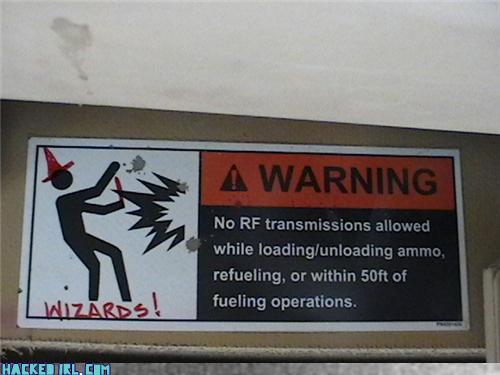 WARNING
No RF transmissions allowed
while loading/unloading ammo,
refueling, or within 50ft of
fueling operations.
WIZARDS!
HACKEDIRL.COM